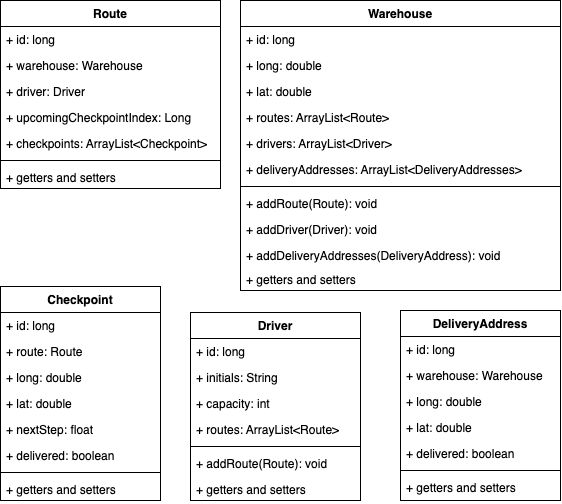 Route
+ id: long
+ warehouse: Warehouse
+ driver: Driver
+ upcomingCheckpointIndex: Long
+ checkpoints: ArrayList<Checkpoint>
+ getters and setters
Warehouse
+ id: long
+ long: double
+ lat: double
+ routes: ArrayList<Route>
+ drivers: ArrayList<Driver>
+ deliveryAddresses: ArrayList<DeliveryAddresses>
+ addRoute(Route): void
+ addDriver(Driver): void
+ addDeliveryAddresses(DeliveryAddress): void
+ getters and setters
Checkpoint
+ id: long
+ route: Route
+ long: double
+ lat: double
+ nextStep: float
+ delivered: boolean
+ getters and setters
Driver
+ id: long
+ initials: String
+ capacity: int
+ routes: ArrayList<Route>
+ addRoute(Route): void
+ getters and setters
DeliveryAddress
+ id: long
+ warehouse: Warehouse
+ long: double
+ lat: double
+ delivered: boolean
+ getters and setters